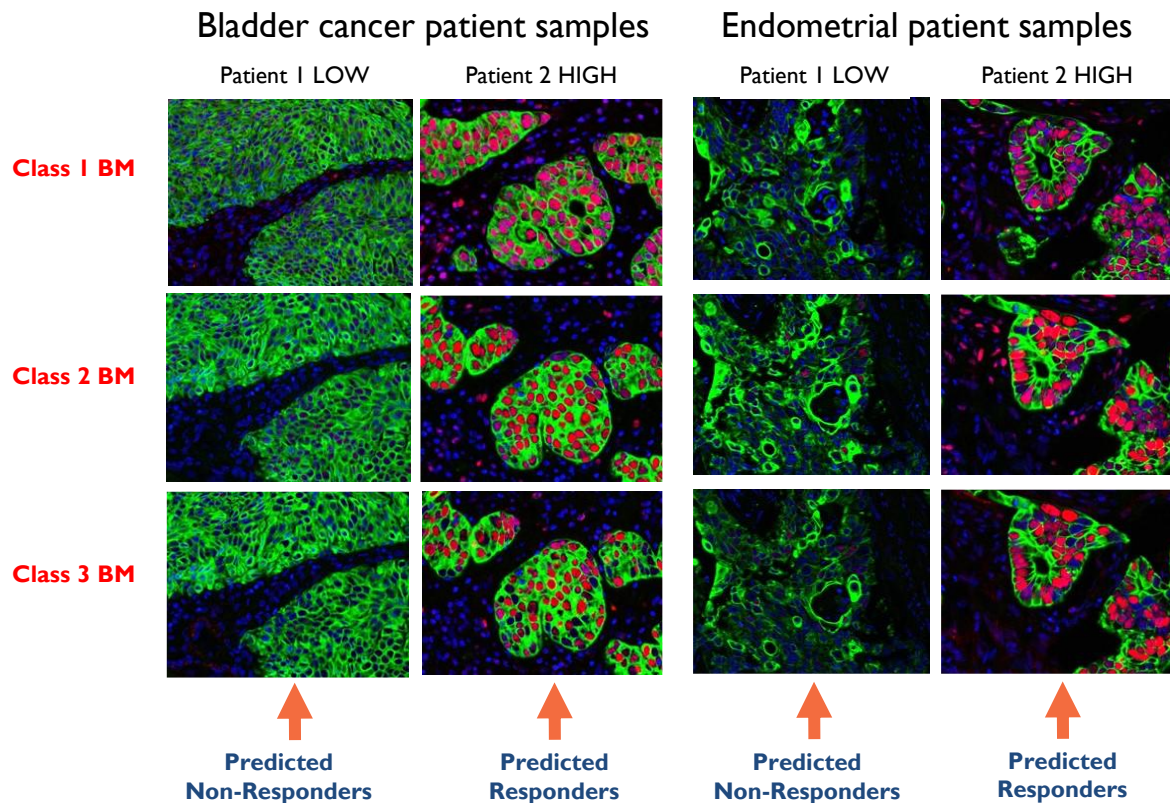 Bladder cancer patient samples
Endometrial patient samples
Patient 1 LOW
Patient 2 HIGH
Patient 1 LOW
Patient 2 HIGH
Class 1 BM
Class 2 BM
Class 3 BM
Predicted
Non-Responders
Predicted
Responders
Predicted
Non-Responders
Predicted
Responders